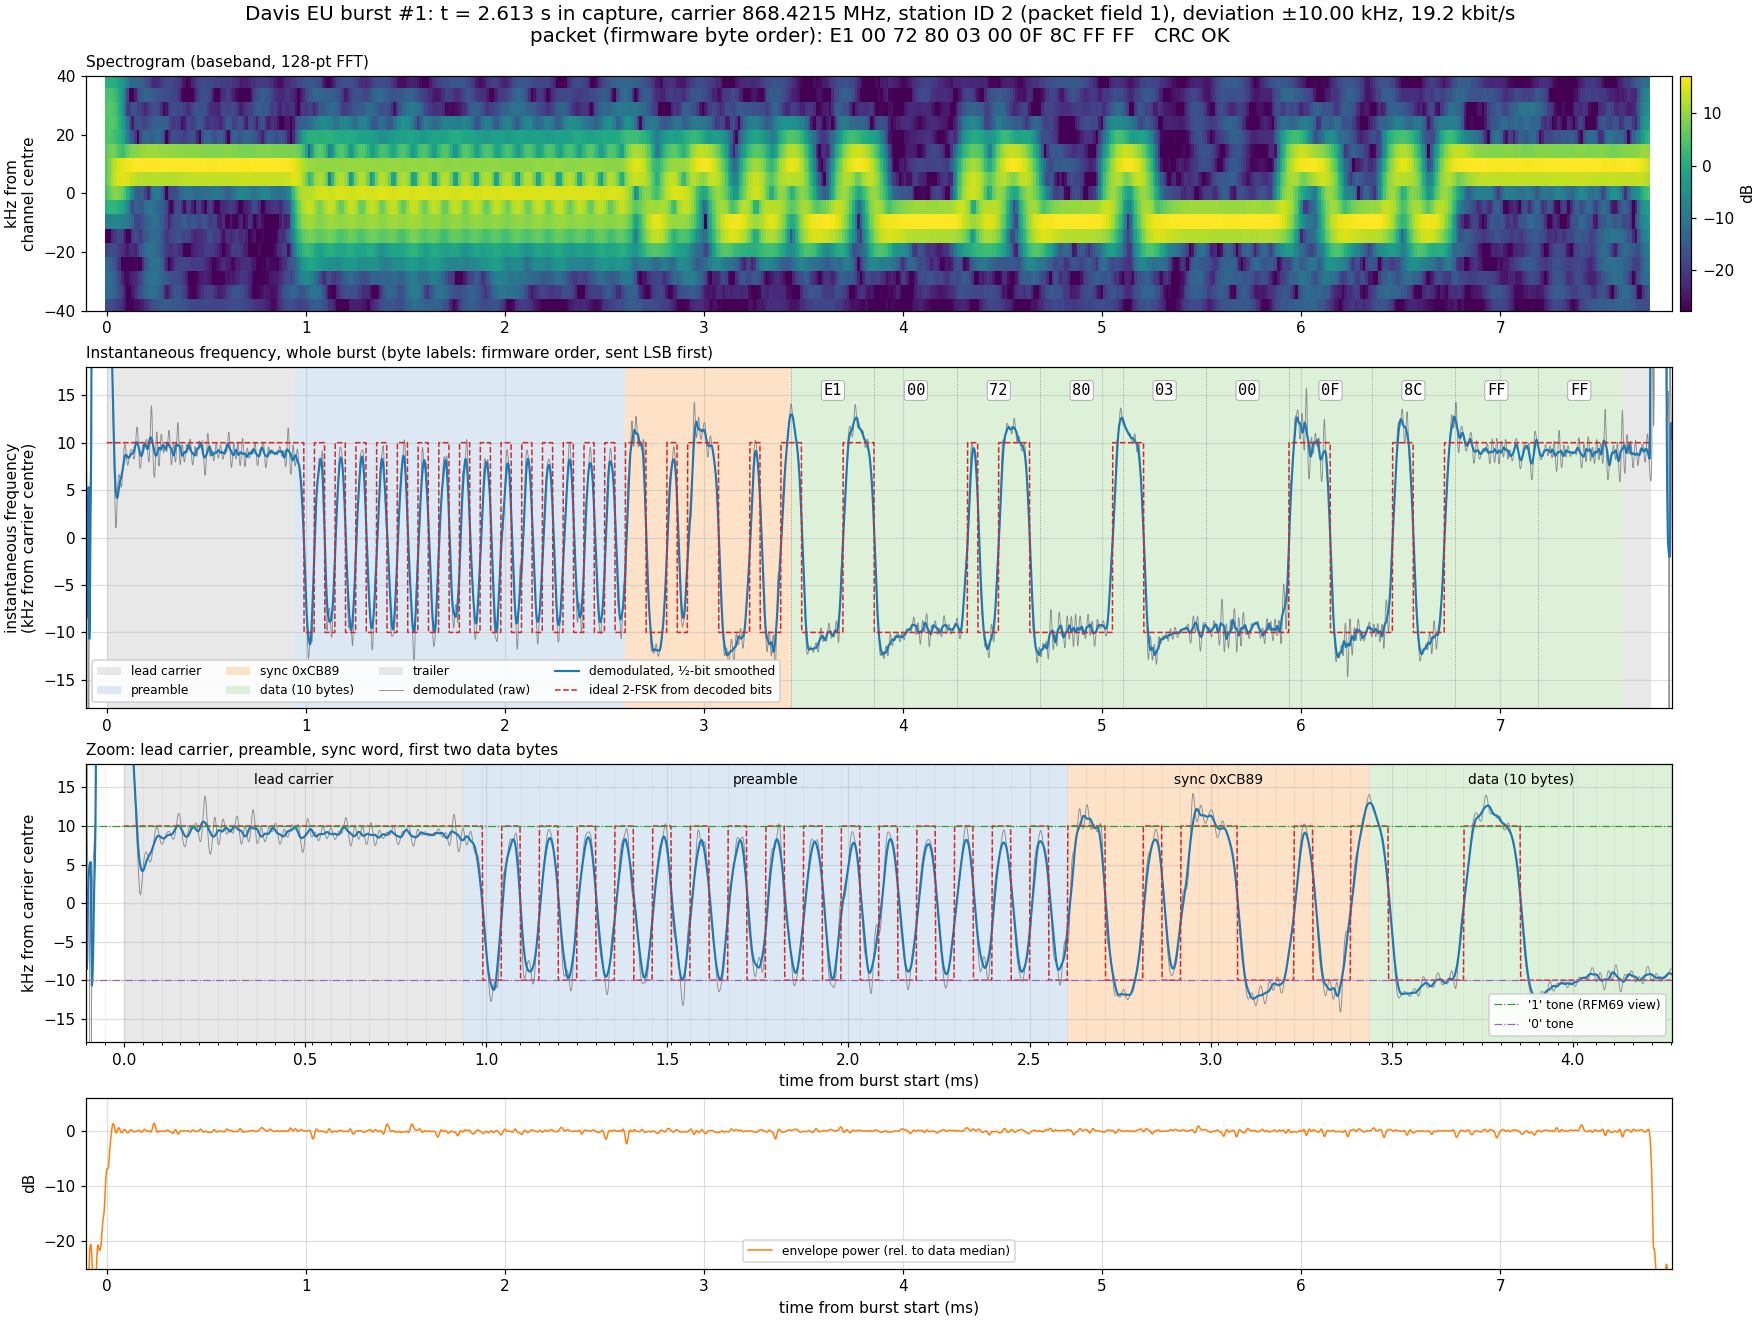 Davis EU burst #1: t = 2.613 s in capture, carrier 868.4215 MHz, station ID 2 (packet field 1), deviation ±10.00 kHz, 19.2 kbit/s
packet (firmware byte order): E1 00 72 80 03 00 0F 8C FF FF   CRC OK
Spectrogram (baseband, 128-pt FFT)
kHz from
channel centre
40
20
0
−20
−40
0 1 2 3 4 5 6 7
10
0
−10
−20
dB
Instantaneous frequency, whole burst (byte labels: firmware order, sent LSB first)
instantaneous frequency
(kHz from carrier centre)
15
10
5
0
−5
−10
−15
E1 00 72 80 03 00 0F 8C FF FF
lead carrier
preamble
sync 0xCB89
data (10 bytes)
trailer
demodulated (raw)
demodulated, ½-bit smoothed
ideal 2-FSK from decoded bits
0 1 2 3 4 5 6 7
Zoom: lead carrier, preamble, sync word, first two data bytes
kHz from carrier centre
15
10
5
0
−5
−10
−15
lead carrier preamble sync 0xCB89 data (10 bytes)
'1' tone (RFM69 view)
'0' tone
0.0 0.5 1.0 1.5 2.0 2.5 3.0 3.5 4.0
time from burst start (ms)
dB
0
−10
−20
envelope power (rel. to data median)
0 1 2 3 4 5 6 7
time from burst start (ms)